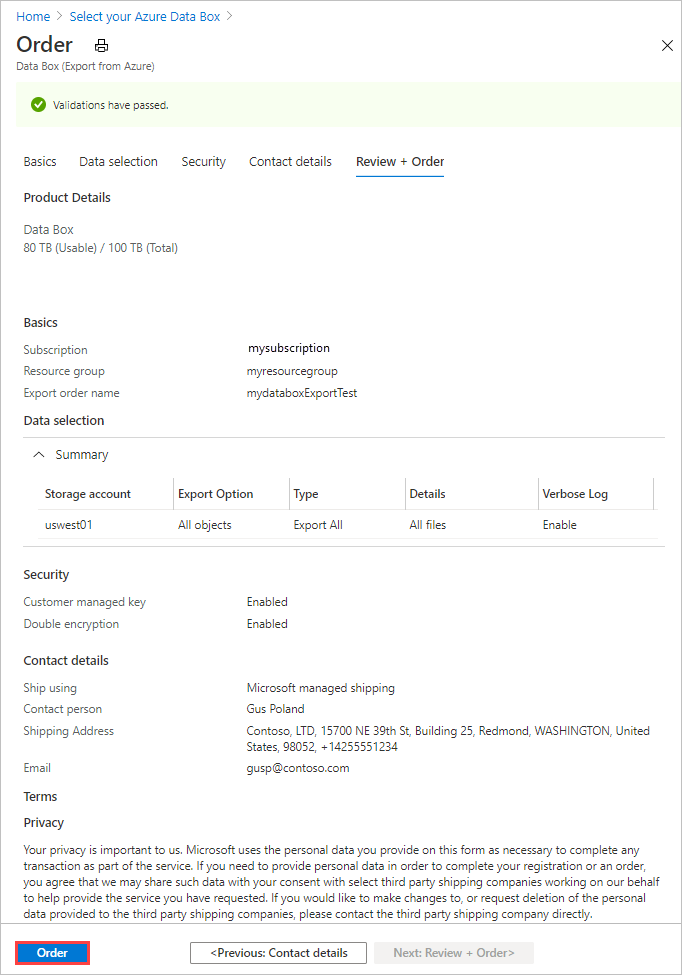 Home > Select your Azure Data Box >
Order
Data Box (Export from Azure)
Validations have passed.
Basics Data selection Security Contact details Review + Order
Product Details
Data Box
80 TB (Usable) / 100 TB (Total)
Basics
Subscription mysubscription
Resource group myresourcegroup
Export order name mydataboxExportTest
Data selection
Summary
Storage account Export Option Type Details Verbose Log
uswest01 All objects Export All All files Enable
Security
Customer managed key Enabled
Double encryption Enabled
Contact details
Ship using Microsoft managed shipping
Contact person Gus Poland
Shipping Address Contoso, LTD, 15700 NE 39th St, Building 25, Redmond, WASHINGTON, United
States, 98052, +14255551234
Email gusp@contoso.com
Terms
Privacy
Your privacy is important to us. Microsoft uses the personal data you provide on this form as necessary to complete any
transaction as part of the service. If you need to provide personal data in order to complete your registration or an order,
you agree that we may share such data with your consent with select third party shipping companies working on our behalf
to help provide the service you have requested. If you would like to make changes to, or request deletion of the personal
data provided to the third party shipping companies, please contact the third party shipping company directly.
Order <Previous: Contact details Next: Review + Order>